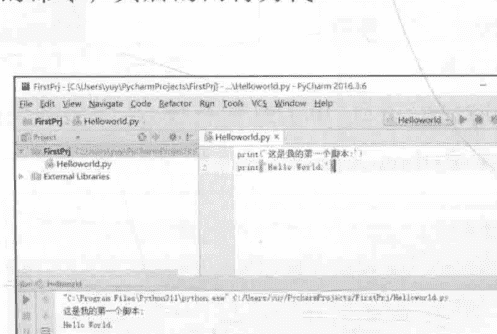 FirstPrj - [C:\Users\yuy\PycharmProjects\FirstPrj] - ...\Helloworld.py - PyCharm 2016.3.6
File Edit View Navigate Code Refactor Run Tools VCS Window Help
FirstPrj Helloworld.py Helloworld
Project Helloworld.py ×
FirstPrj
print('这是我的第一个脚本:')
Helloworld.py
print('Hello World.')
External Libraries
Helloworld
"C:\Program Files\Python311\python.exe" C:/Users/yuy/PycharmProjects/FirstPrj/Helloworld.py
这是我的第一个脚本:
Hello World.